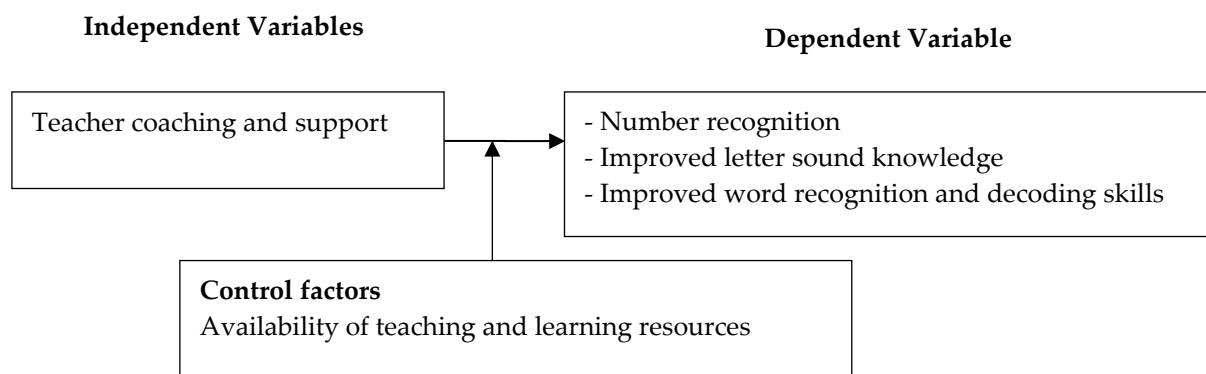 Independent Variables
Dependent Variable
Teacher coaching and support
- Number recognition
- Improved letter sound knowledge
- Improved word recognition and decoding skills
Control factors
Availability of teaching and learning resources